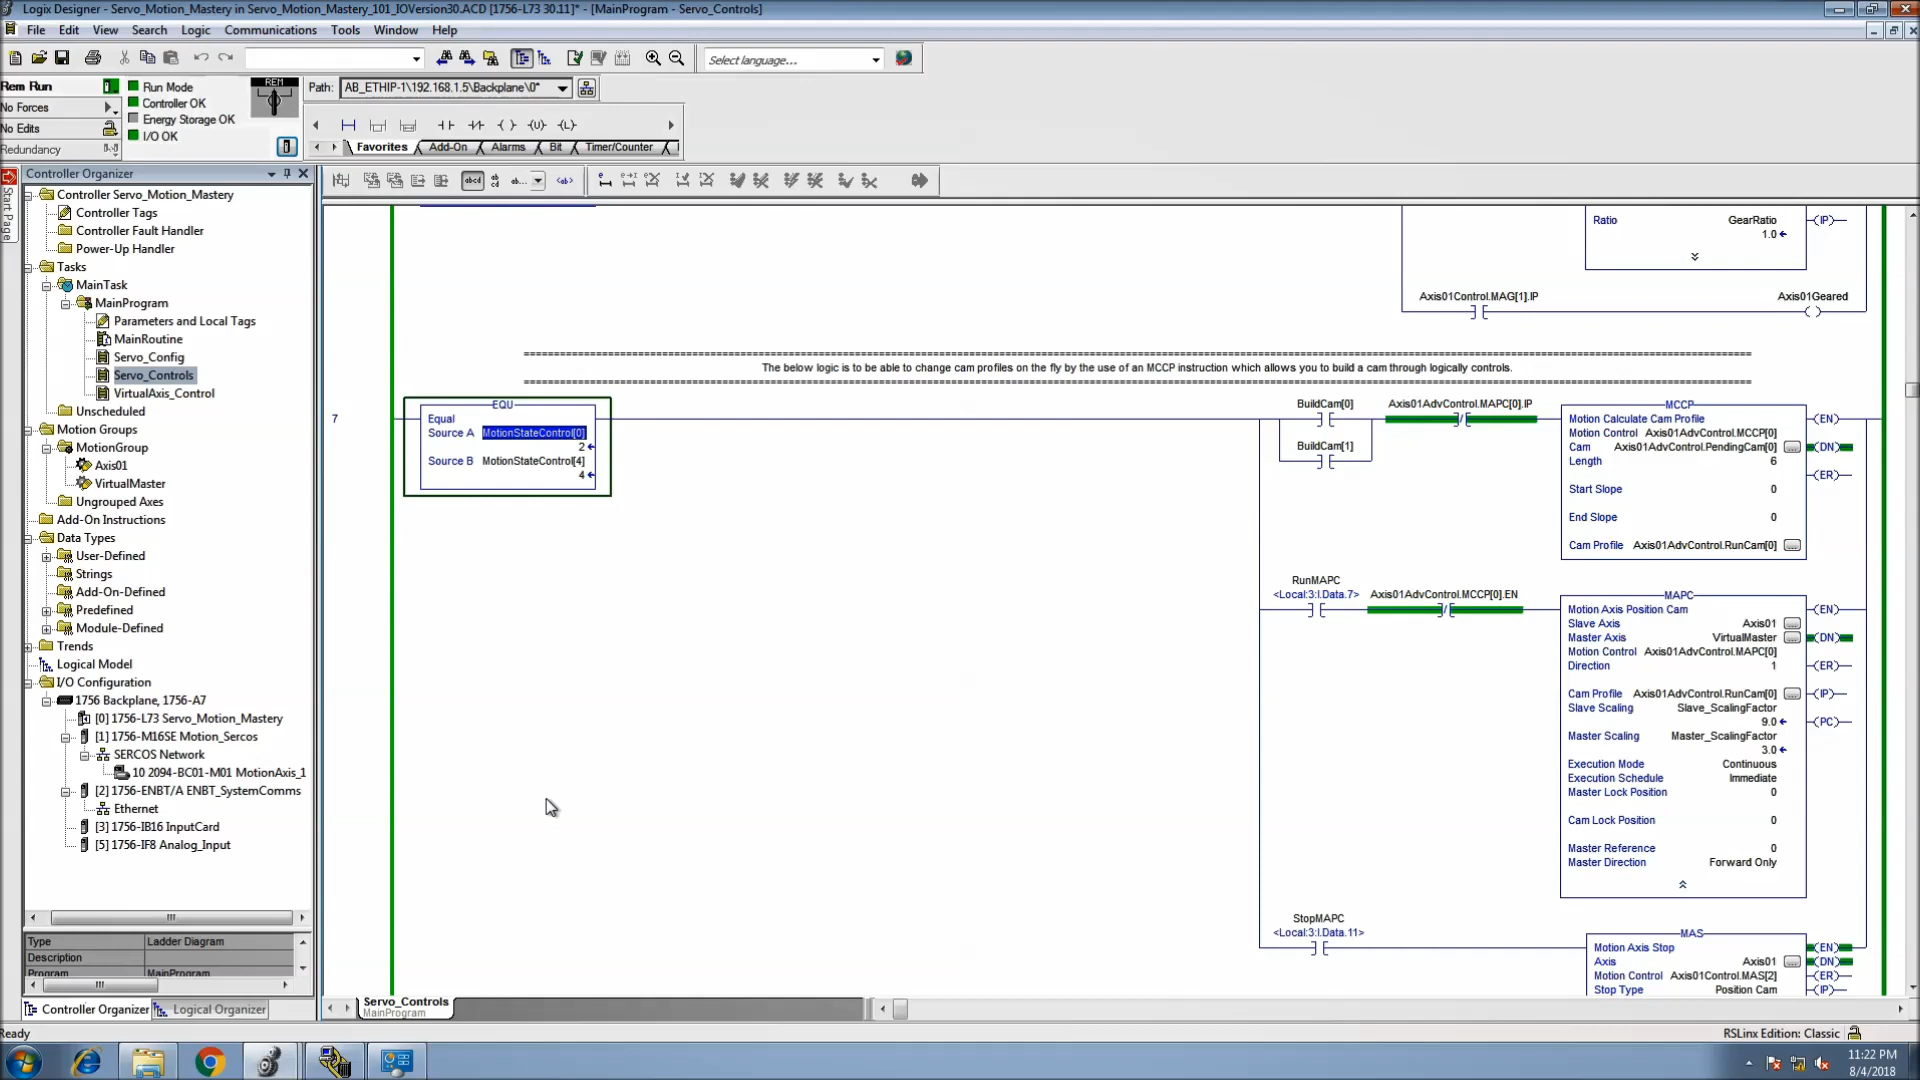 Logix Designer - Servo_Motion_Mastery in Servo_Motion_Mastery_101_IOVersion30.ACD [1756-L73 30.11]* - [MainProgram - Servo_Controls]
File Edit View Search Logic Communications Tools Window Help
Select language...
Rem Run
No Forces
No Edits
Redundancy
Run Mode
Controller OK
Energy Storage OK
I/O OK
REM
Path: AB_ETHIP-1\192.168.1.5\Backplane\0*
Favorites Add-On Alarms Bit Timer/Counter
Start Page
Controller Organizer
Controller Servo_Motion_Mastery
Controller Tags
Controller Fault Handler
Power-Up Handler
Tasks
MainTask
MainProgram
Parameters and Local Tags
MainRoutine
Servo_Config
Servo_Controls
VirtualAxis_Control
Unscheduled
Motion Groups
MotionGroup
Axis01
VirtualMaster
Ungrouped Axes
Add-On Instructions
Data Types
User-Defined
Strings
Add-On-Defined
Predefined
Module-Defined
Trends
Logical Model
I/O Configuration
1756 Backplane, 1756-A7
[0] 1756-L73 Servo_Motion_Mastery
[1] 1756-M16SE Motion_Sercos
SERCOS Network
10 2094-BC01-M01 MotionAxis_1
[2] 1756-ENBT/A ENBT_SystemComms
Ethernet
[3] 1756-IB16 InputCard
[5] 1756-IF8 Analog_Input
Type Ladder Diagram
Description
Program MainProgram
Controller Organizer Logical Organizer
Ratio GearRatio
1.0
(IP)
Axis01Control.MAG[1].IP Axis01Geared
The below logic is to be able to change cam profiles on the fly by the use of an MCCP instruction which allows you to build a cam through logically controls.
7
EQU
Equal
Source A MotionStateControl[0]
2
Source B MotionStateControl[4]
4
BuildCam[0] Axis01AdvControl.MAPC[0].IP
BuildCam[1]
MCCP
Motion Calculate Cam Profile (EN)
Motion Control Axis01AdvControl.MCCP[0]
Cam Axis01AdvControl.PendingCam[0] ... (DN)
Length 6
(ER)
Start Slope 0
End Slope 0
Cam Profile Axis01AdvControl.RunCam[0] ...
RunMAPC
<Local:3:I.Data.7> Axis01AdvControl.MCCP[0].EN
MAPC
Motion Axis Position Cam (EN)
Slave Axis Axis01 ...
Master Axis VirtualMaster ... (DN)
Motion Control Axis01AdvControl.MAPC[0]
Direction 1 (ER)
Cam Profile Axis01AdvControl.RunCam[0] ... (IP)
Slave Scaling Slave_ScalingFactor
9.0 (PC)
Master Scaling Master_ScalingFactor
3.0
Execution Mode Continuous
Execution Schedule Immediate
Master Lock Position 0
Cam Lock Position 0
Master Reference 0
Master Direction Forward Only
StopMAPC
<Local:3:I.Data.11>
MAS
Motion Axis Stop (EN)
Axis Axis01 ... (DN)
Motion Control Axis01Control.MAS[2] (ER)
Stop Type Position Cam (IP)
Servo_Controls
MainProgram
Ready
RSLinx Edition: Classic
11:22 PM
8/4/2018